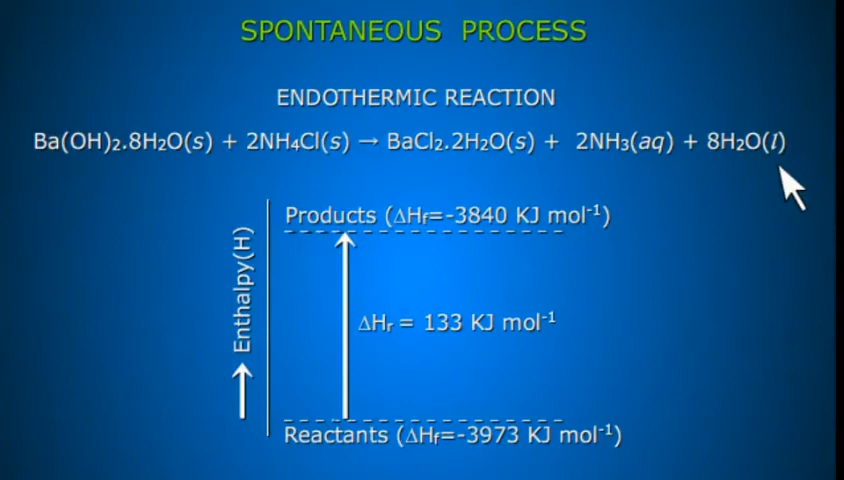 SPONTANEOUS PROCESS
ENDOTHERMIC REACTION
Ba(OH)₂.8H₂O(s) + 2NH₄Cl(s) → BaCl₂.2H₂O(s) + 2NH₃(aq) + 8H₂O(l)
Products (ΔHf=-3840 KJ mol⁻¹)
Enthalpy(H)
ΔHr = 133 KJ mol⁻¹
Reactants (ΔHf=-3973 KJ mol⁻¹)